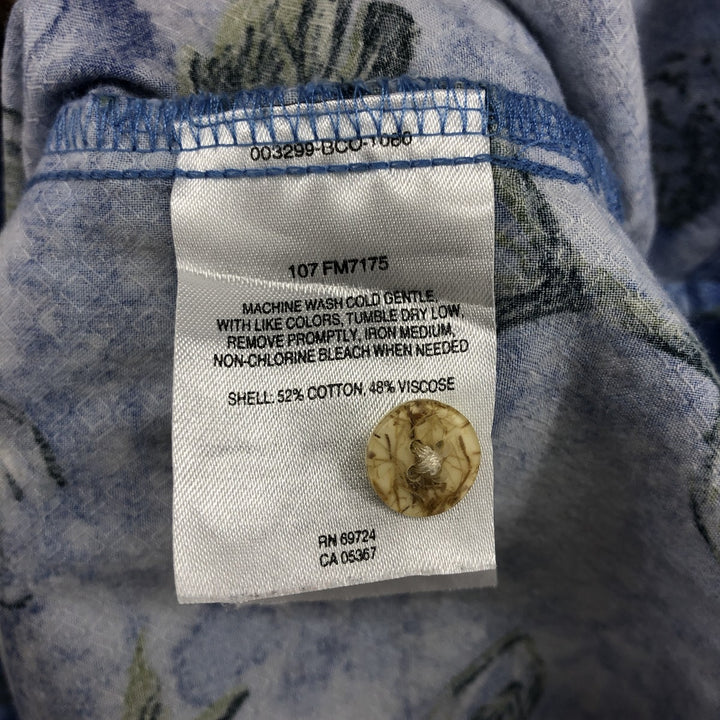 003299-BCO-1060
107 FM7175
MACHINE WASH COLD GENTLE,
WITH LIKE COLORS, TUMBLE DRY LOW,
REMOVE PROMPTLY, IRON MEDIUM,
NON-CHLORINE BLEACH WHEN NEEDED
SHELL: 52% COTTON, 48% VISCOSE
RN 69724
CA 05367